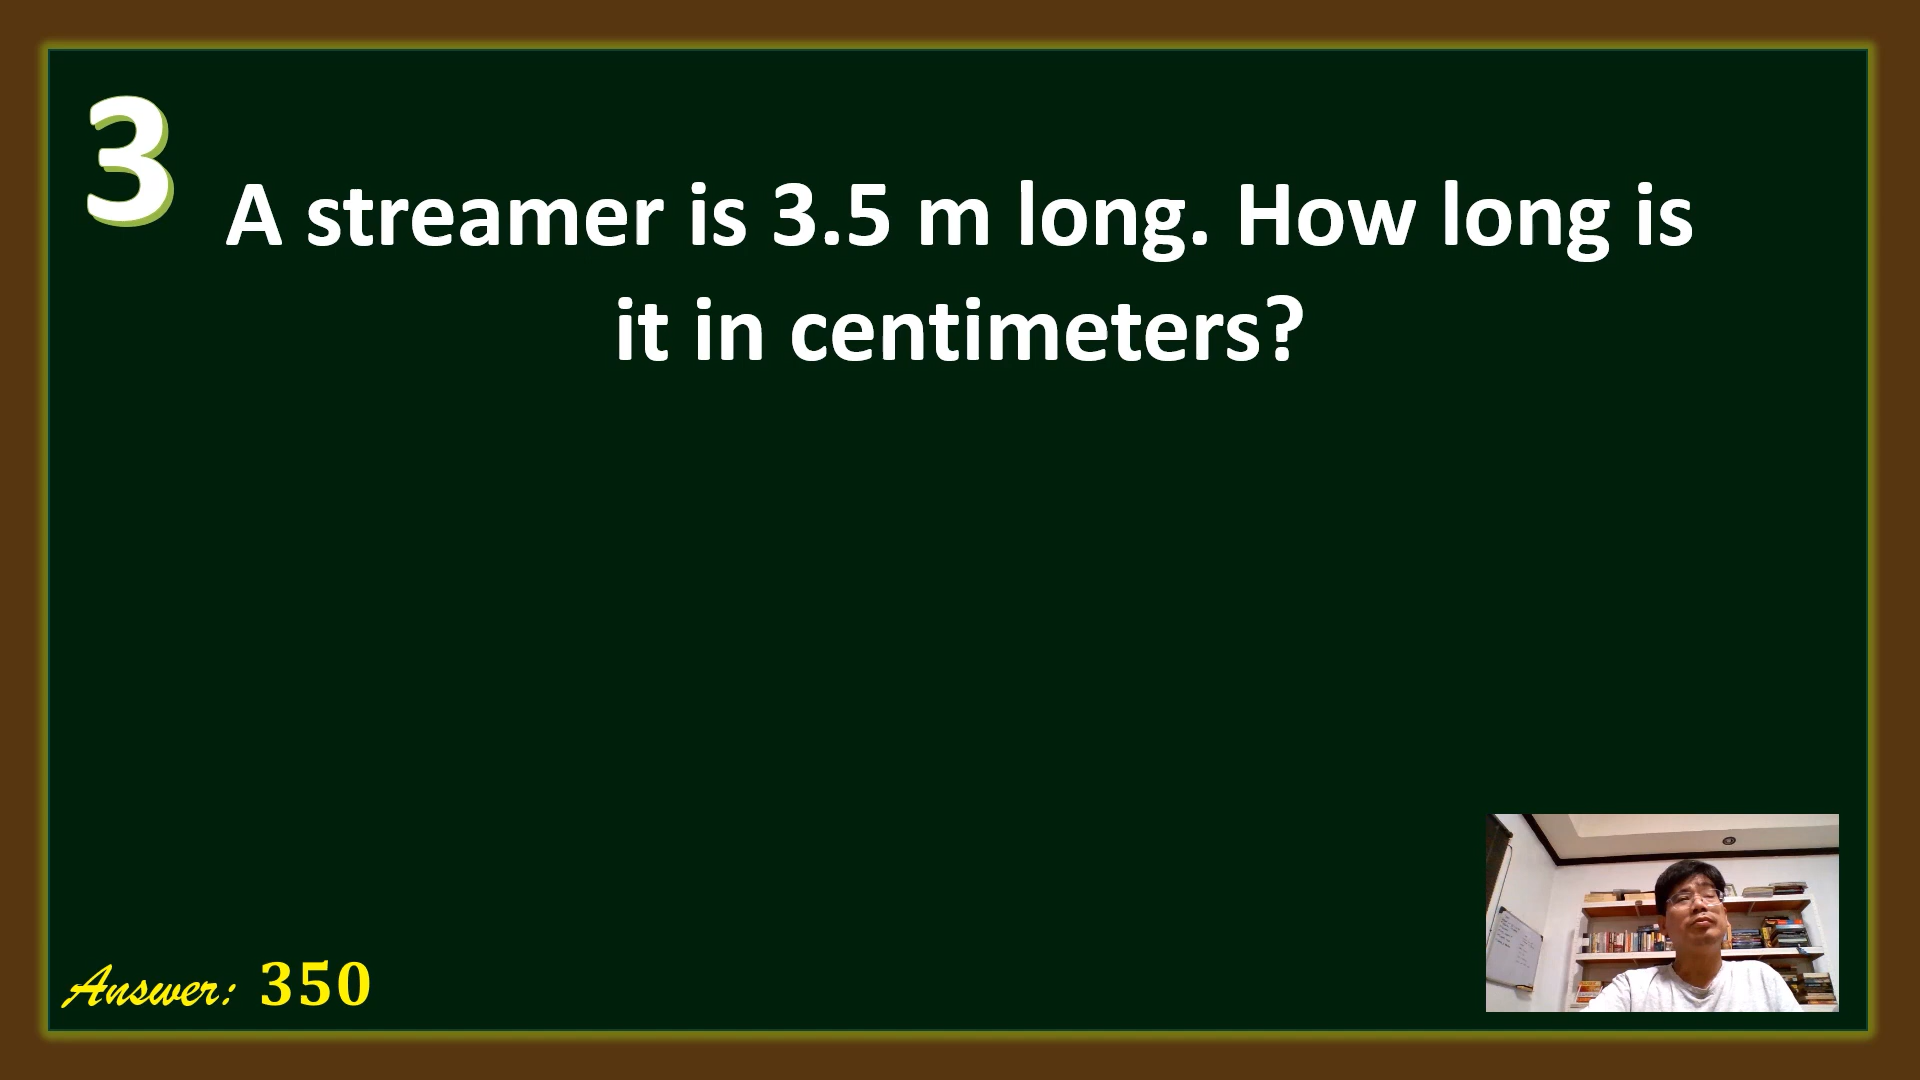 3
A streamer is 3.5 m long. How long is
it in centimeters?
Answer: 350